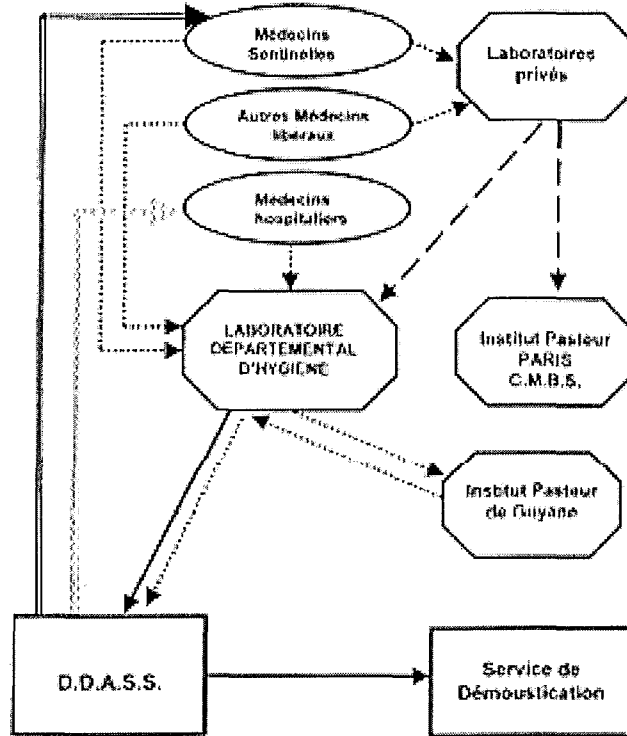 Médecins
Sentinelles
Laboratoires
privés
Autres Médecins
libéraux
Médecins
hospitaliers
LABORATOIRE
DEPARTEMENTAL
D'HYGIENE
Institut Pasteur
PARIS
C.M.B.S.
Institut Pasteur
de Guyane
D.D.A.S.S.
Service de
Démoustication